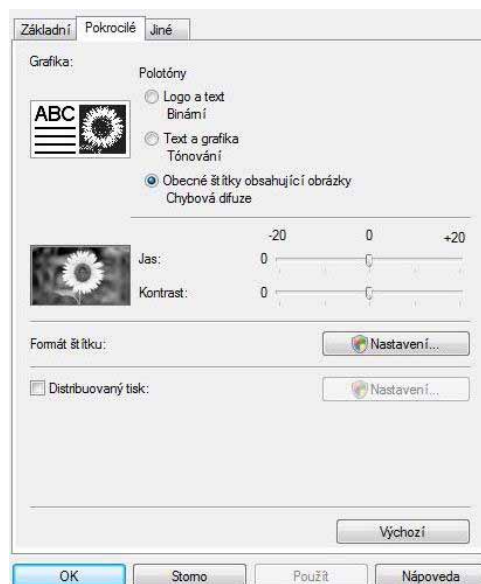 Základní Pokrocilé Jiné
Grafika:
Polotóny
ABC
Logo a text
Binární
Text a grafika
Tónování
Obecné štítky obsahující obrázky
Chybová difuze
-20 0 +20
Jas: 0
Kontrast: 0
Formát štítku: Nastavení...
Distribuovaný tisk: Nastavení...
Výchozí
OK Storno Použít Nápoveda